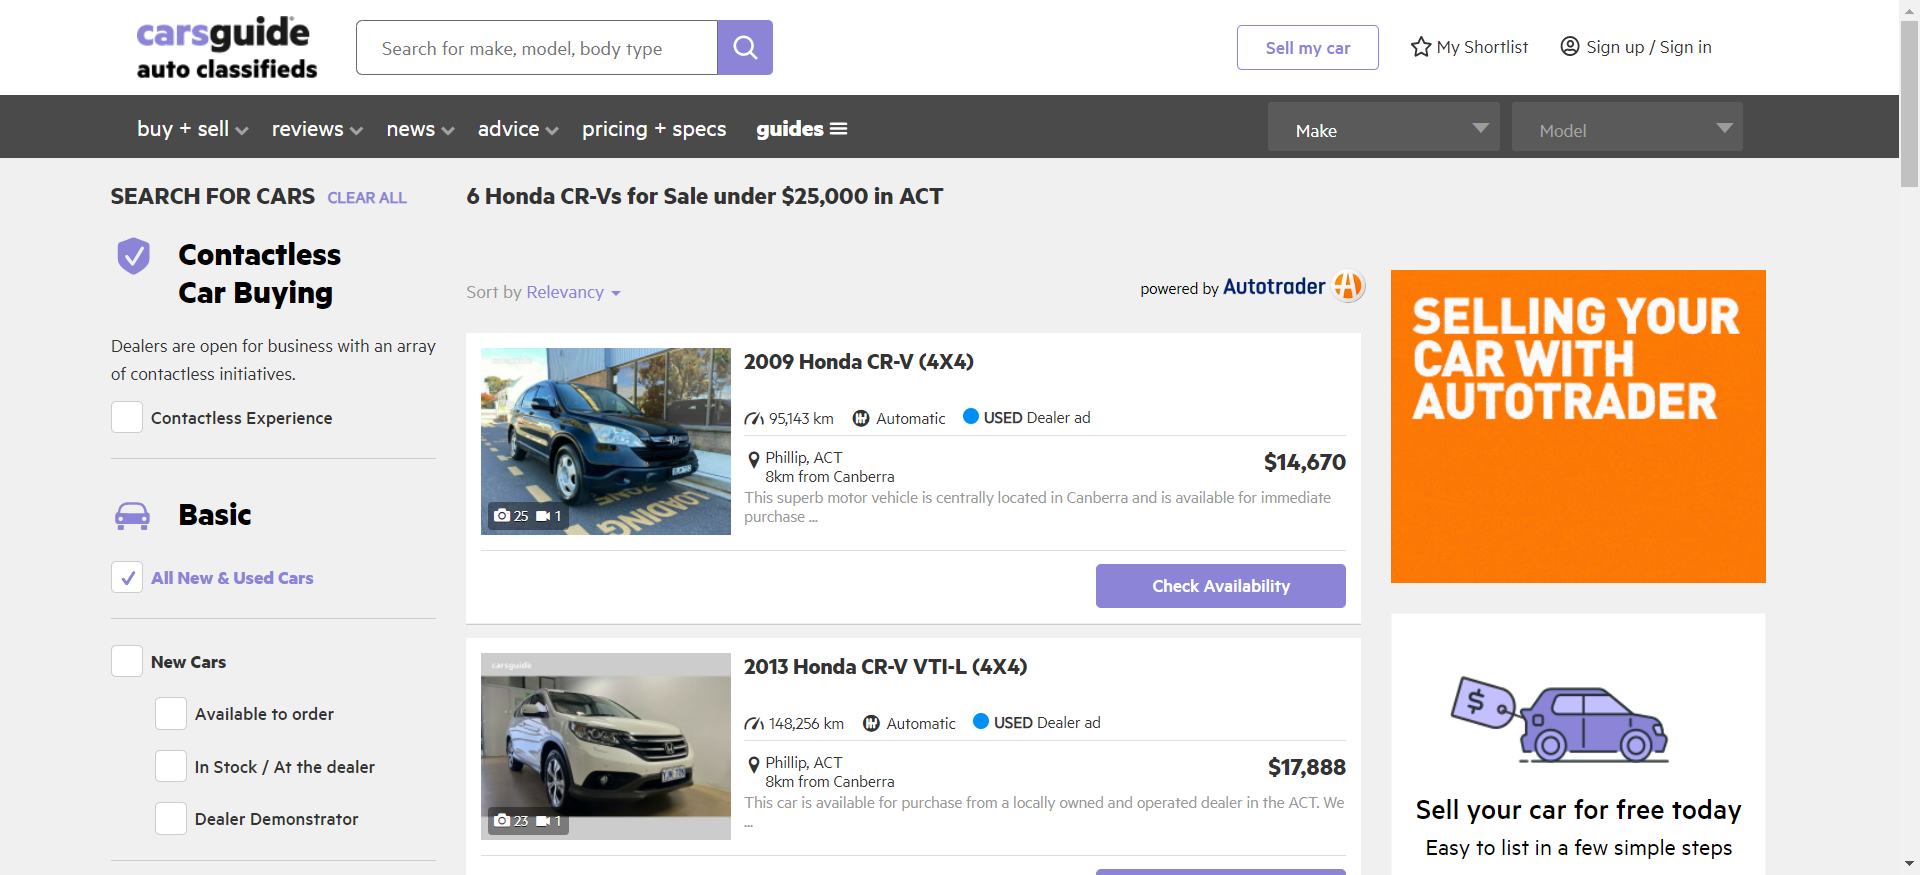 carsguide
auto classifieds
Search for make, model, body type
Sell my car
My Shortlist
Sign up / Sign in
buy + sell
reviews
news
advice
pricing + specs
guides
Make
Model
SEARCH FOR CARS CLEAR ALL
6 Honda CR-Vs for Sale under $25,000 in ACT
Contactless
Car Buying
Dealers are open for business with an array
of contactless initiatives.
Contactless Experience
Basic
All New & Used Cars
New Cars
Available to order
In Stock / At the dealer
Dealer Demonstrator
Sort by Relevancy
powered by Autotrader
2009 Honda CR-V (4X4)
95,143 km Automatic USED Dealer ad
Phillip, ACT
8km from Canberra
$14,670
This superb motor vehicle is centrally located in Canberra and is available for immediate
purchase ...
LOADING
ZONE
25 1
Check Availability
carsguide
2013 Honda CR-V VTI-L (4X4)
148,256 km Automatic USED Dealer ad
Phillip, ACT
8km from Canberra
$17,888
This car is available for purchase from a locally owned and operated dealer in the ACT. We
...
23 1
SELLING YOUR
CAR WITH
AUTOTRADER
$
Sell your car for free today
Easy to list in a few simple steps